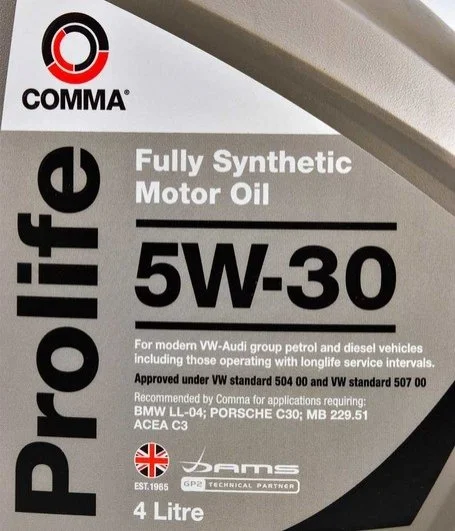 COMMA®
Prolife
Fully Synthetic
Motor Oil
5W-30
For modern VW-Audi group petrol and diesel vehicles
including those operating with longlife service intervals.
Approved under VW standard 504 00 and VW standard 507 00
Recommended by Comma for applications requiring:
BMW LL-04; PORSCHE C30; MB 229.51
ACEA C3
DAMS
EST.1965 GP2 TECHNICAL PARTNER
4 Litre